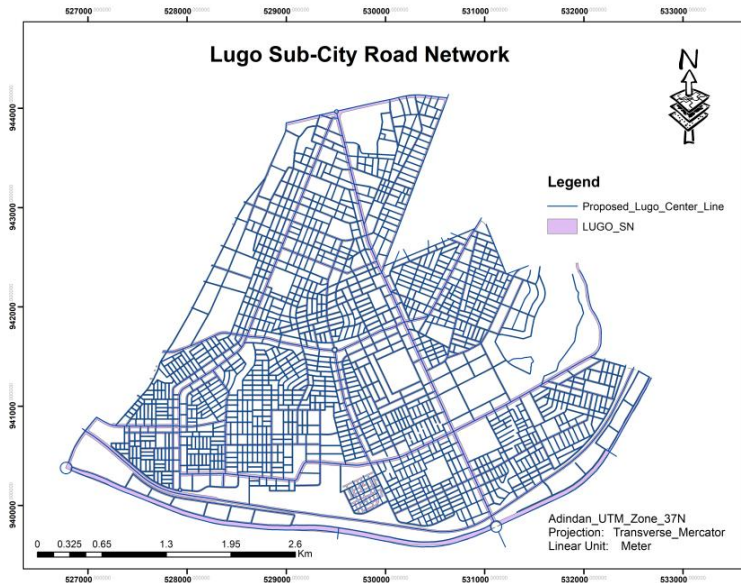 527000 528000 529000 530000 531000 532000 533000
Lugo Sub-City Road Network
N
944000
943000
942000
941000
940000
Legend
Proposed_Lugo_Center_Line
LUGO_SN
Adindan_UTM_Zone_37N
Projection: Transverse_Mercator
Linear Unit: Meter
0 0.325 0.65 1.3 1.95 2.6
Km
527000 528000 529000 530000 531000 532000 533000